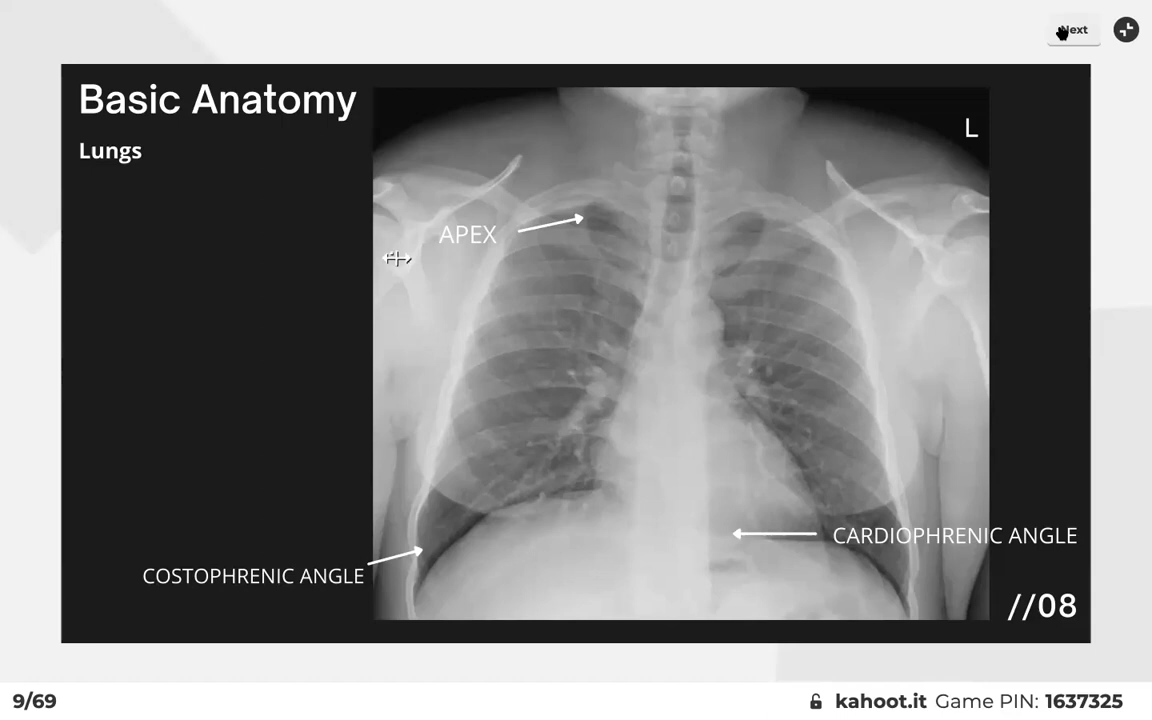 Next
Basic Anatomy
Lungs
L
APEX
CARDIOPHRENIC ANGLE
COSTOPHRENIC ANGLE
//08
9/69
kahoot.it Game PIN: 1637325